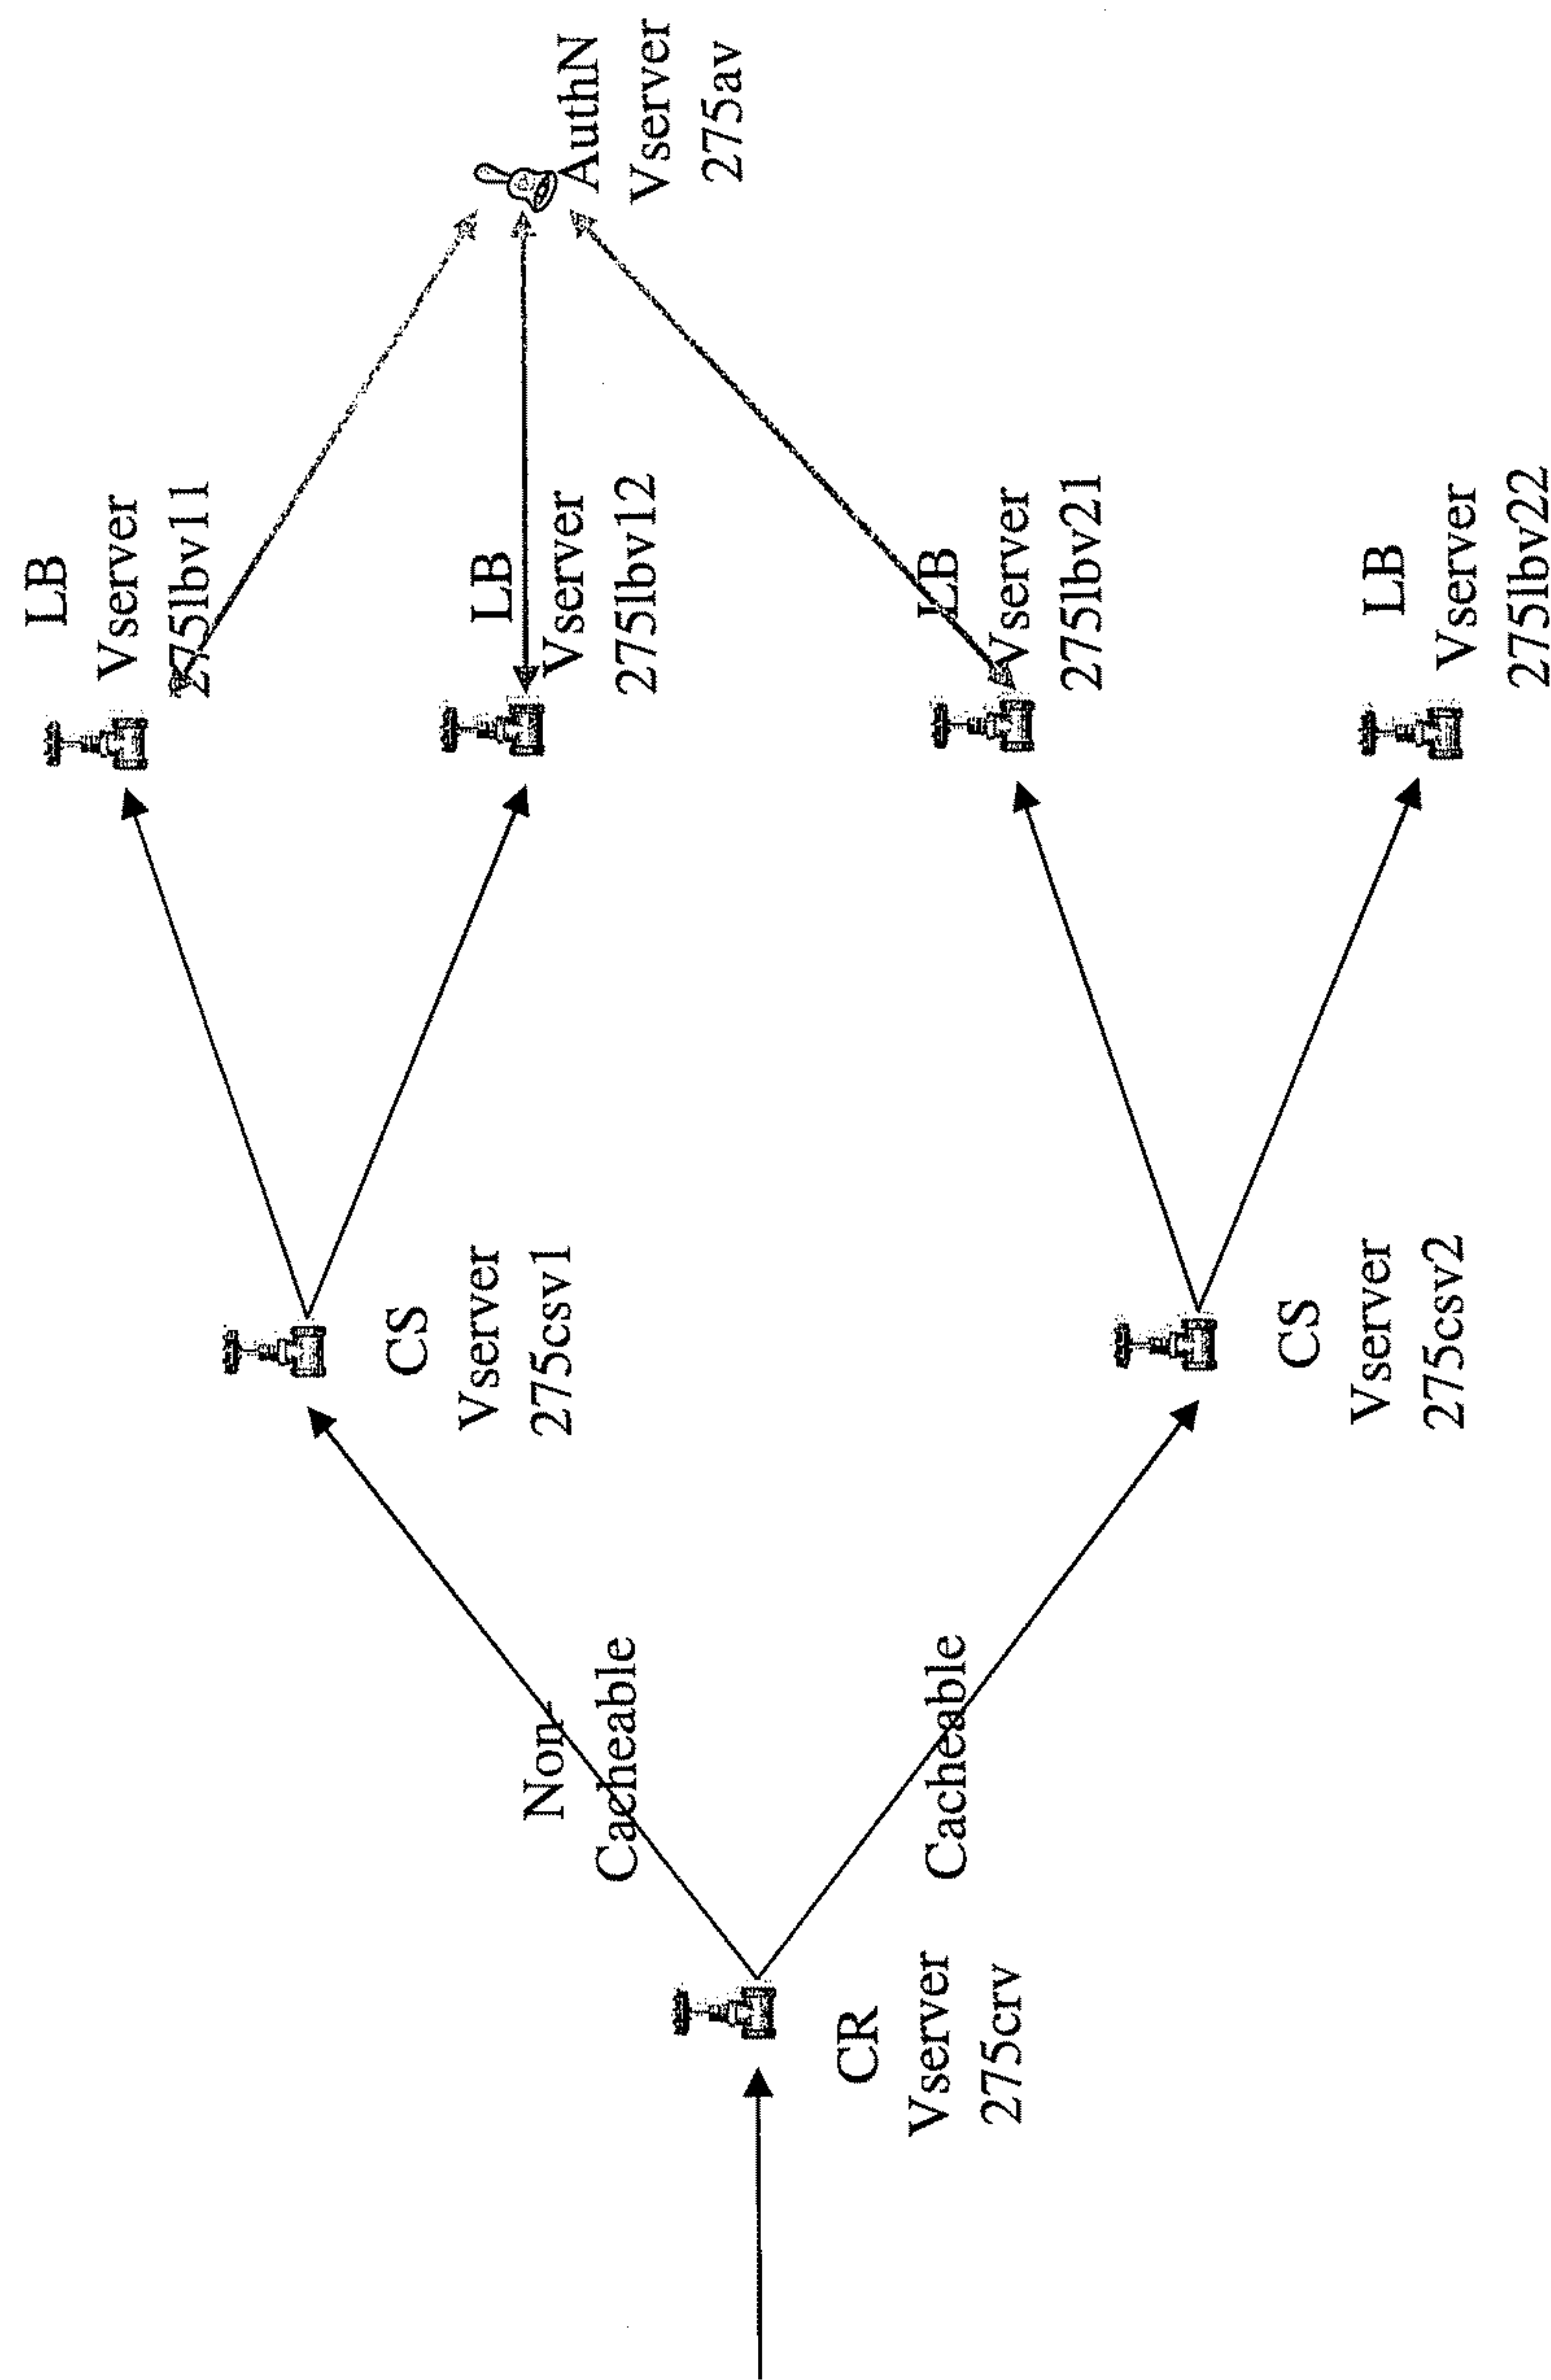 LB
Vserver
275lbv11
LB
Vserver
275lbv12
AuthN
Vserver
275av
LB
Vserver
275lbv21
LB
Vserver
275lbv22
CS
Vserver
275csv1
CS
Vserver
275csv2
Non-
Cacheable
Cacheable
CR
Vserver
275crv